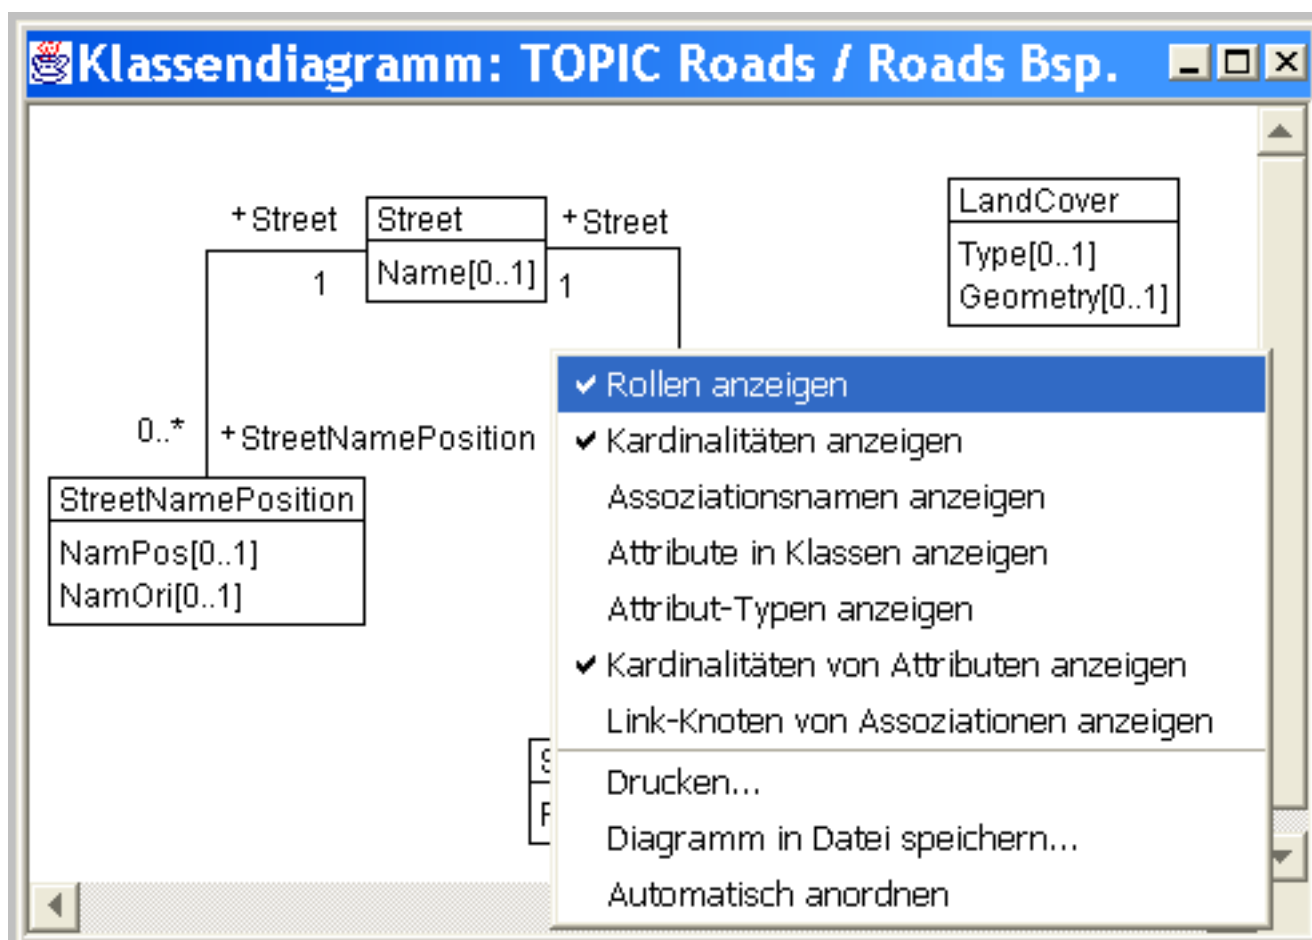 Klassendiagramm: TOPIC Roads / Roads Bsp.
+Street
Street
+Street
1
Name[0..1]
1
LandCover
Type[0..1]
Geometry[0..1]
0..*
+StreetNamePosition
StreetNamePosition
NamPos[0..1]
NamOri[0..1]
Rollen anzeigen
Kardinalitäten anzeigen
Assoziationsnamen anzeigen
Attribute in Klassen anzeigen
Attribut-Typen anzeigen
Kardinalitäten von Attributen anzeigen
Link-Knoten von Assoziationen anzeigen
Drucken...
Diagramm in Datei speichern...
Automatisch anordnen